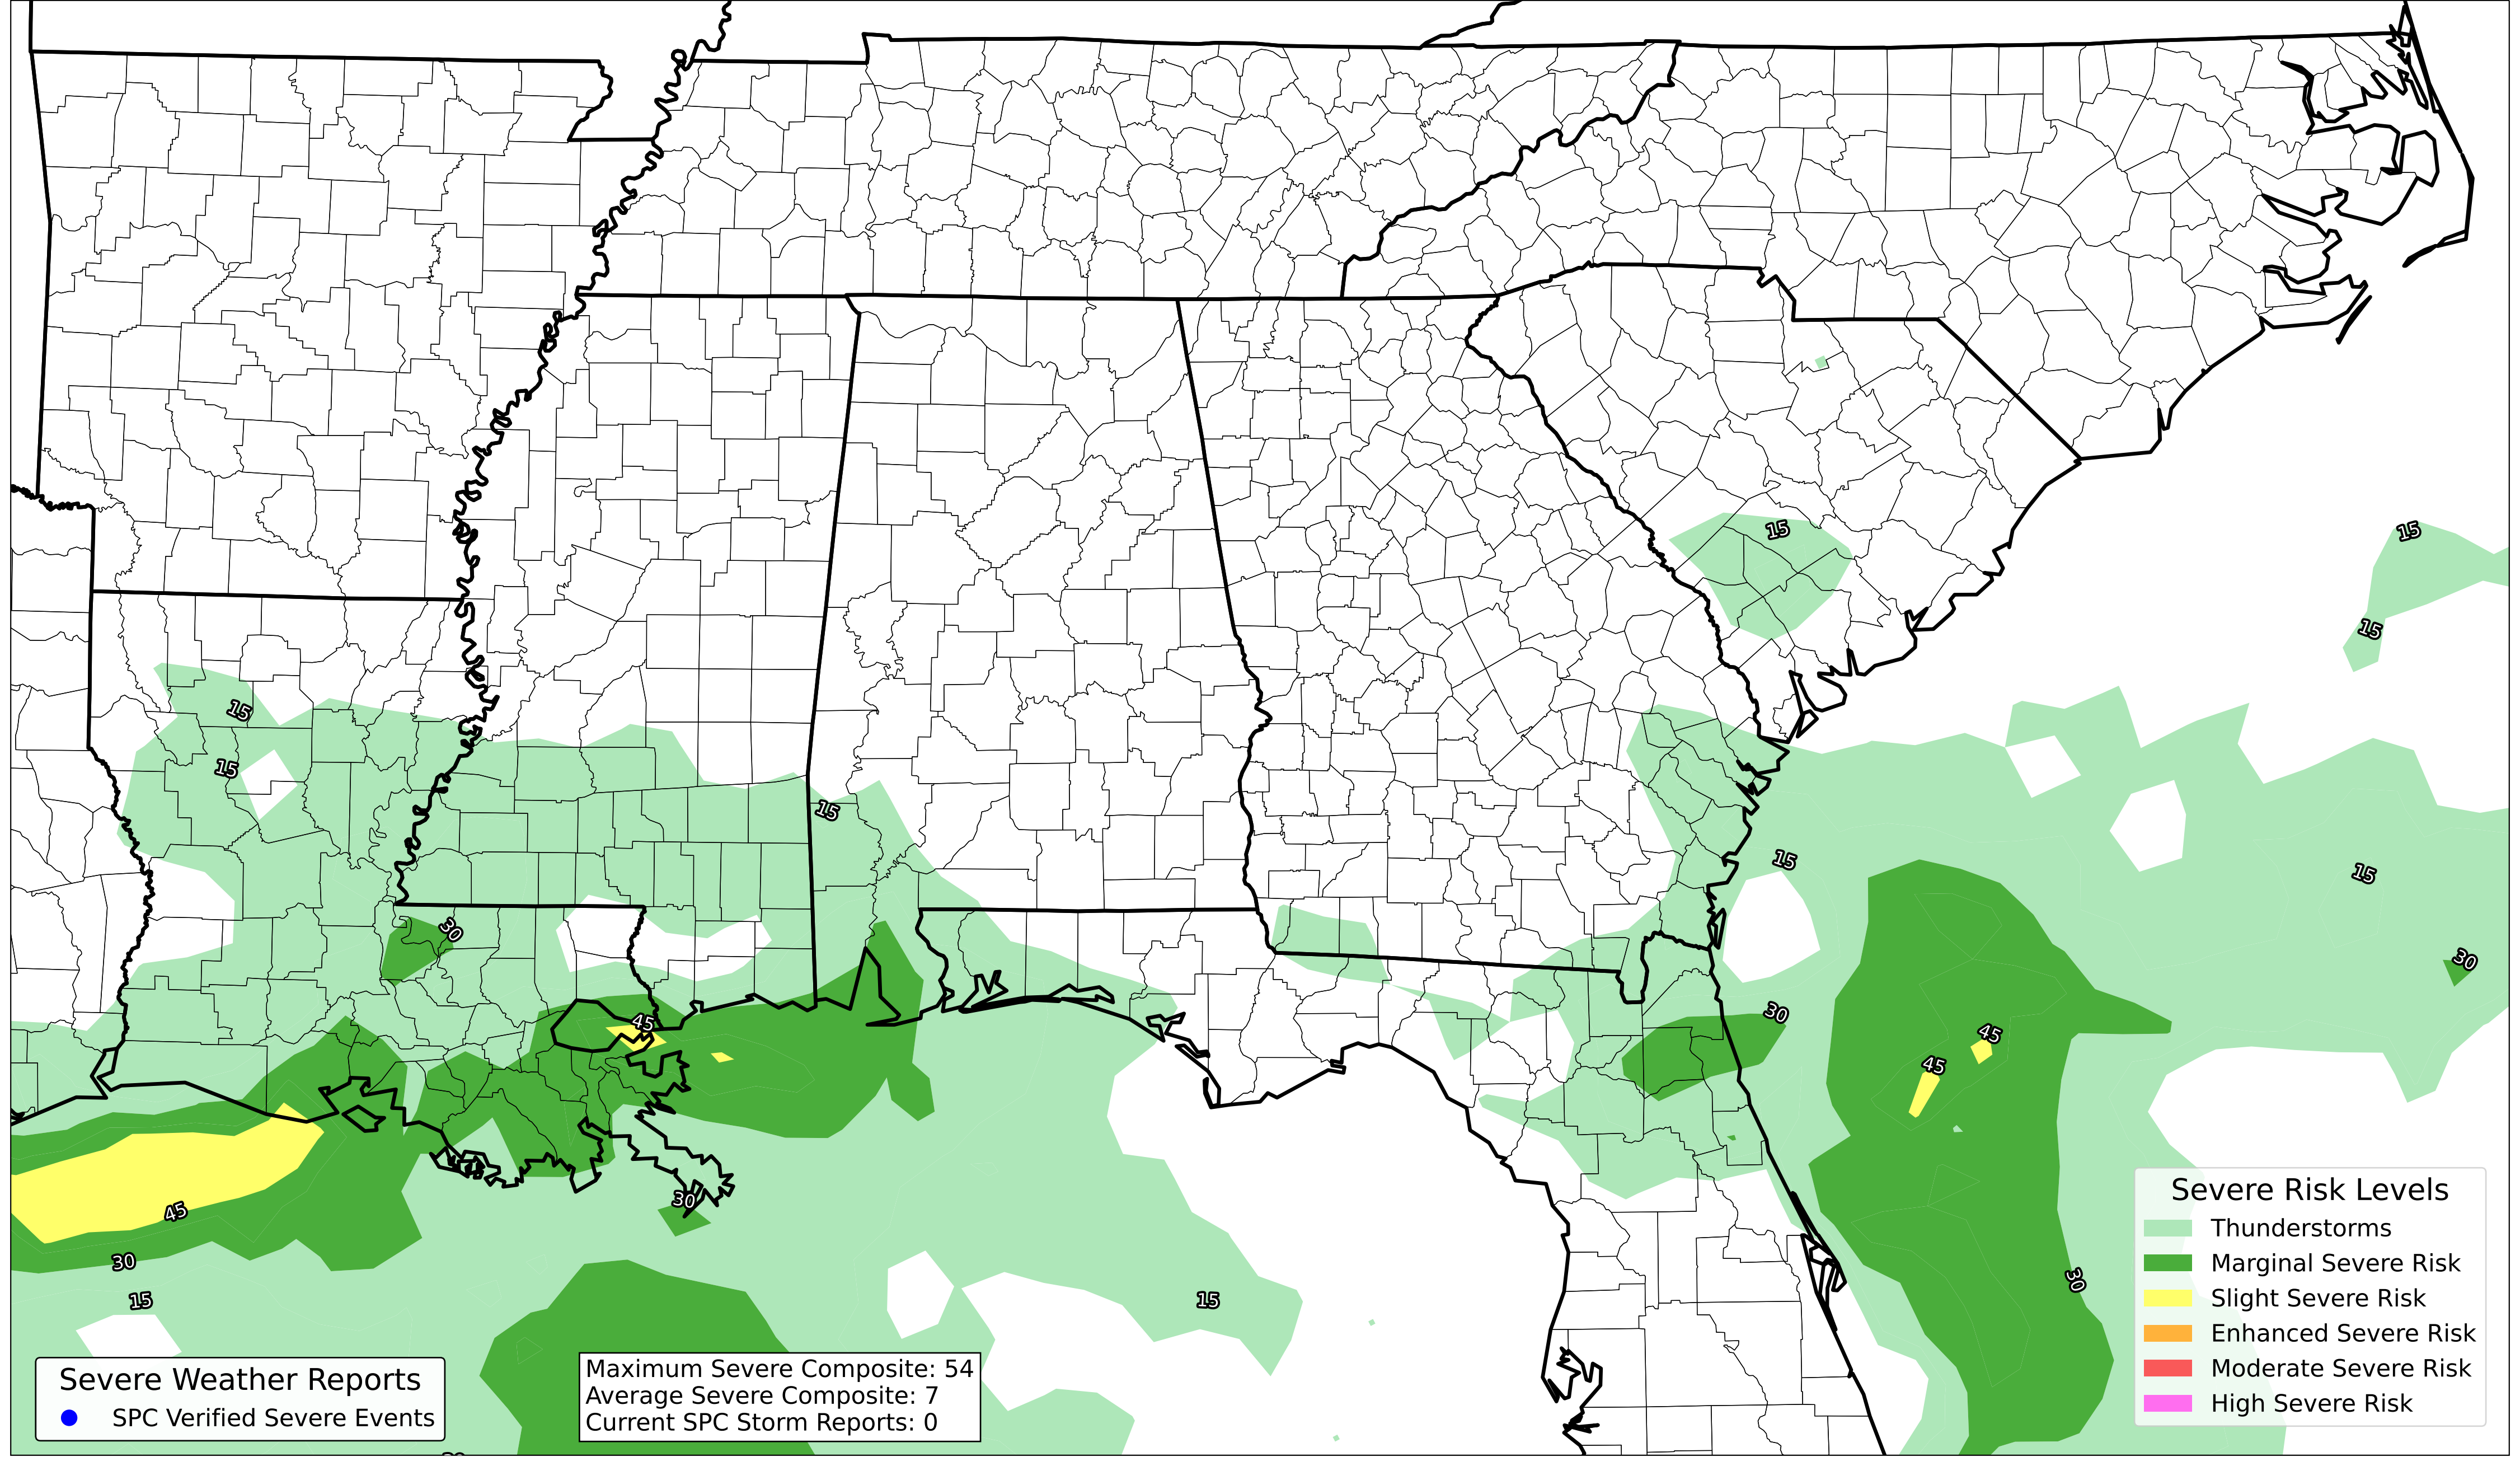 15
15
15
15
15
15
30
15
15
30
30
45
45
45
30
45
30
30
15
15
Severe Risk Levels
Thunderstorms
Marginal Severe Risk
Slight Severe Risk
Enhanced Severe Risk
Moderate Severe Risk
High Severe Risk
Severe Weather Reports
SPC Verified Severe Events
Maximum Severe Composite: 54
Average Severe Composite: 7
Current SPC Storm Reports: 0